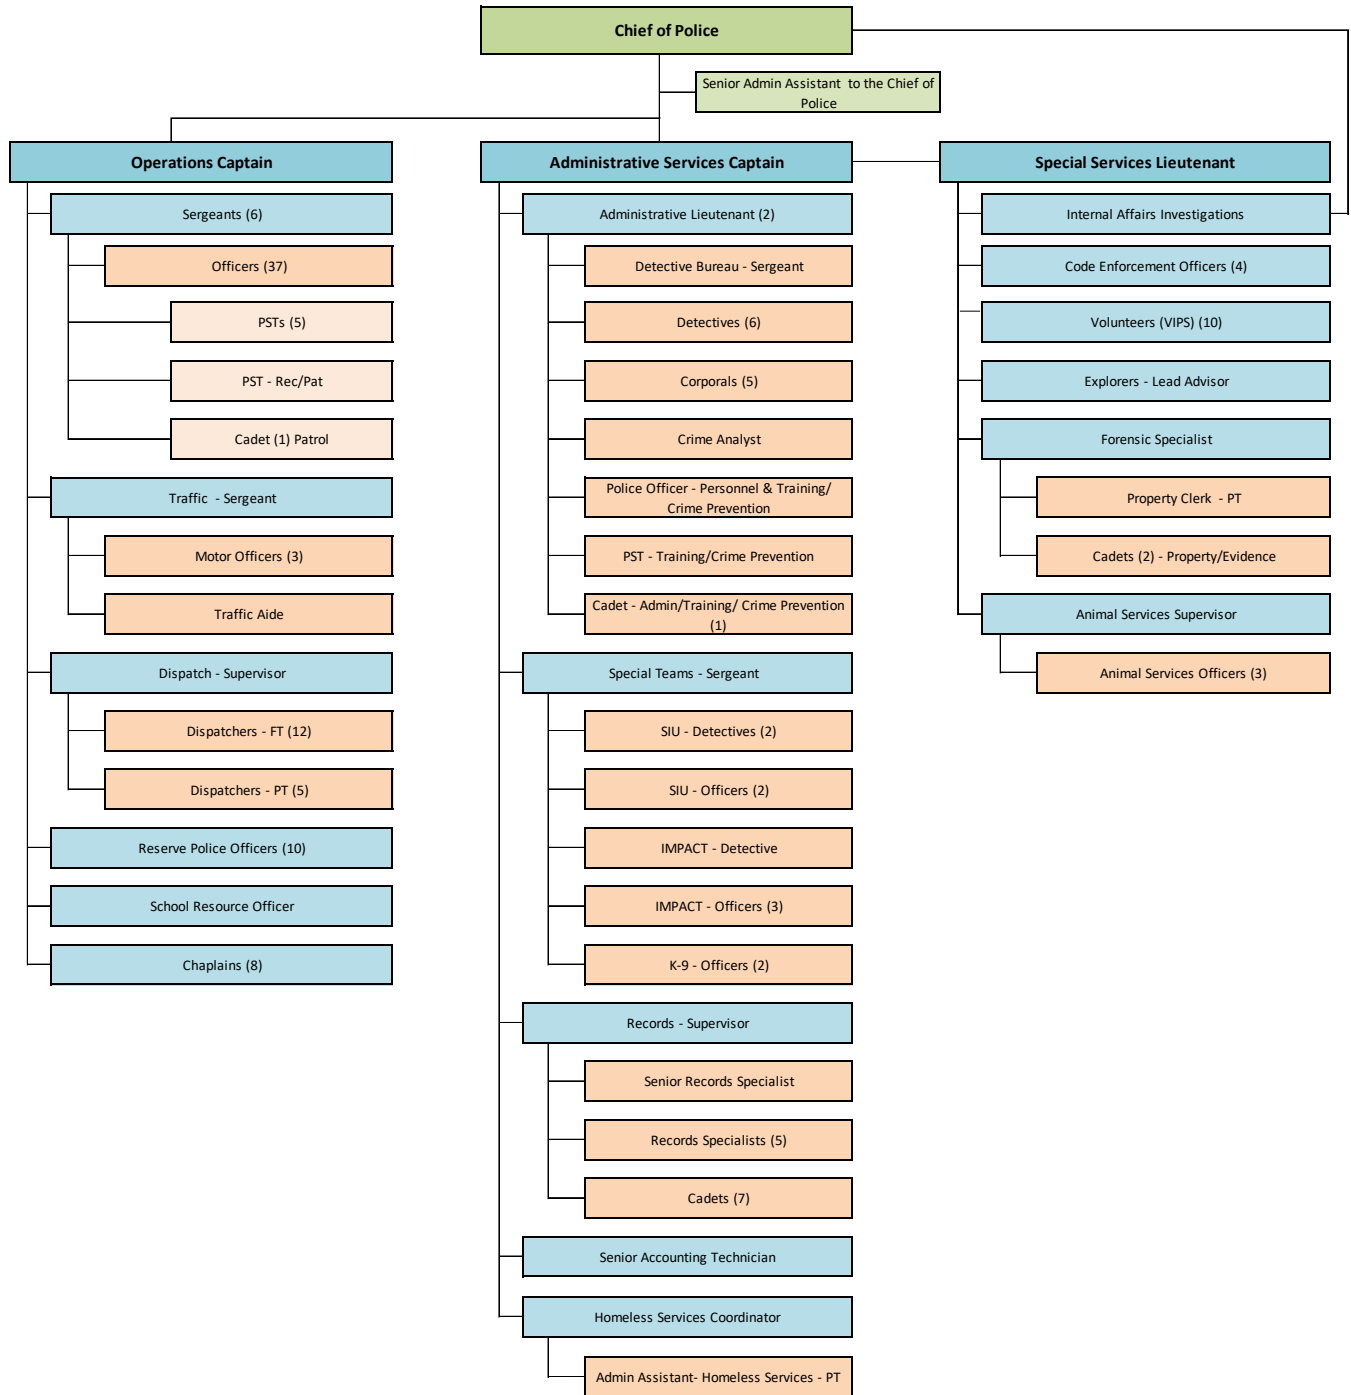 Chief of Police
Senior Admin Assistant  to the Chief of
Police
Operations Captain
Sergeants (6)
Officers (37)
PSTs (5)
PST - Rec/Pat
Cadet (1) Patrol
Traffic  - Sergeant
Motor Officers (3)
Traffic Aide
Dispatch - Supervisor
Dispatchers - FT (12)
Dispatchers - PT (5)
Reserve Police Officers (10)
School Resource Officer
Chaplains (8)
Administrative Services Captain
Administrative Lieutenant (2)
Detective Bureau - Sergeant
Detectives (6)
Corporals (5)
Crime Analyst
Police Officer - Personnel & Training/
Crime Prevention
PST - Training/Crime Prevention
Cadet - Admin/Training/ Crime Prevention
(1)
Special Teams - Sergeant
SIU - Detectives (2)
SIU - Officers (2)
IMPACT - Detective
IMPACT - Officers (3)
K-9 - Officers (2)
Records - Supervisor
Senior Records Specialist
Records Specialists (5)
Cadets (7)
Senior Accounting Technician
Homeless Services Coordinator
Admin Assistant- Homeless Services - PT
Special Services Lieutenant
Internal Affairs Investigations
Code Enforcement Officers (4)
Volunteers (VIPS) (10)
Explorers - Lead Advisor
Forensic Specialist
Property Clerk  - PT
Cadets (2) - Property/Evidence
Animal Services Supervisor
Animal Services Officers (3)